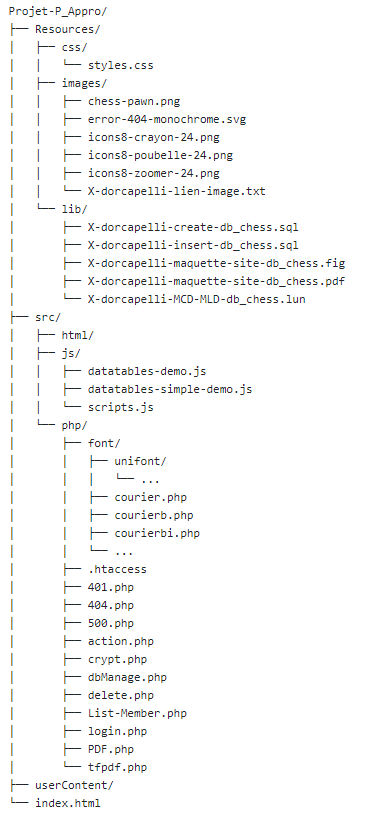 Projet-P_Appro/
├── Resources/
│   ├── css/
│   │   └── styles.css
│   ├── images/
│   │   ├── chess-pawn.png
│   │   ├── error-404-monochrome.svg
│   │   ├── icons8-crayon-24.png
│   │   ├── icons8-poubelle-24.png
│   │   ├── icons8-zoomer-24.png
│   │   └── X-dorcapelli-lien-image.txt
│   └── lib/
│       ├── X-dorcapelli-create-db_chess.sql
│       ├── X-dorcapelli-insert-db_chess.sql
│       ├── X-dorcapelli-maquette-site-db_chess.fig
│       ├── X-dorcapelli-maquette-site-db_chess.pdf
│       └── X-dorcapelli-MCD-MLD-db_chess.lun
├── src/
│   ├── html/
│   ├── js/
│   │   ├── datatables-demo.js
│   │   ├── datatables-simple-demo.js
│   │   └── scripts.js
│   └── php/
│       ├── font/
│       │   ├── unifont/
│       │   │   └── ...
│       │   ├── courier.php
│       │   ├── courierb.php
│       │   ├── courierbi.php
│       │   └── ...
│       ├── .htaccess
│       ├── 401.php
│       ├── 404.php
│       ├── 500.php
│       ├── action.php
│       ├── crypt.php
│       ├── dbManage.php
│       ├── delete.php
│       ├── List-Member.php
│       ├── login.php
│       ├── PDF.php
│       └── tfpdf.php
├── userContent/
└── index.html